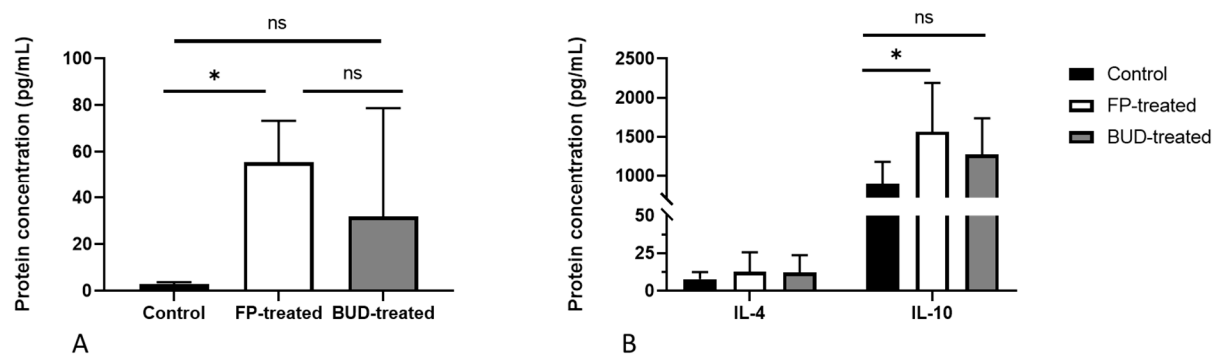 ns
*
ns
Protein concentration (pg/mL)
100
80
60
40
20
0
Control
FP-treated
BUD-treated
A
ns
*
Protein concentration (pg/mL)
2500
2000
1500
1000
50
25
0
IL-4
IL-10
Control
FP-treated
BUD-treated
B